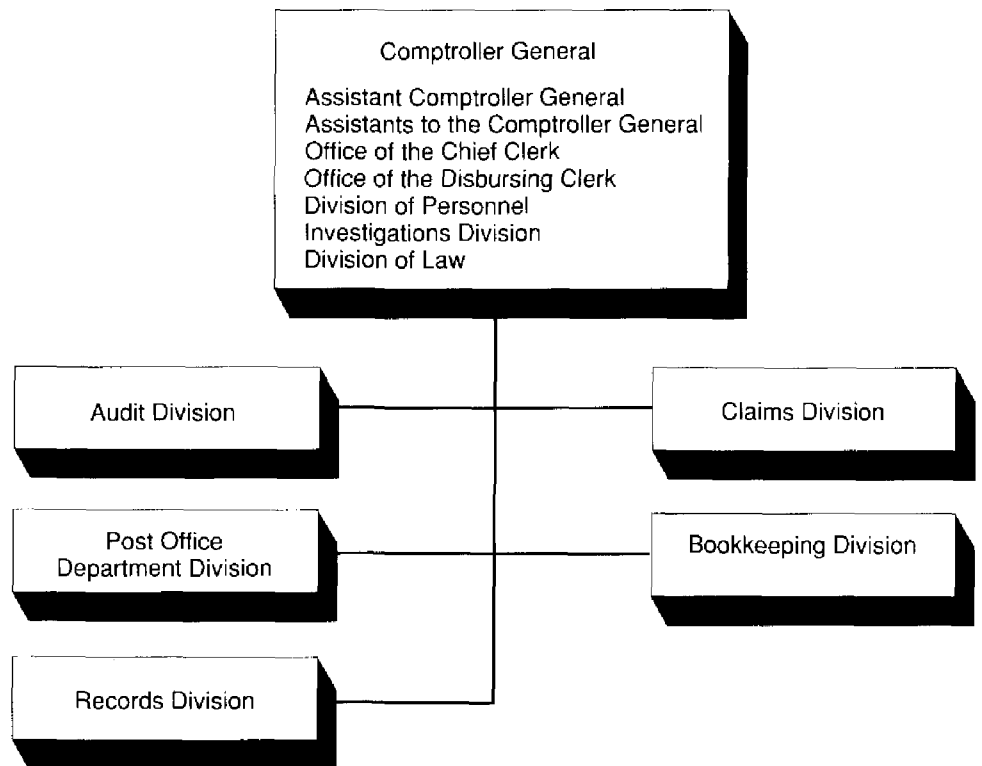 Comptroller General
Assistant Comptroller General
Assistants to the Comptroller General
Office of the Chief Clerk
Office of the Disbursing Clerk
Division of Personnel
Investigations Division
Division of Law
Audit Division
Claims Division
Post Office
Department Division
Bookkeeping Division
Records Division